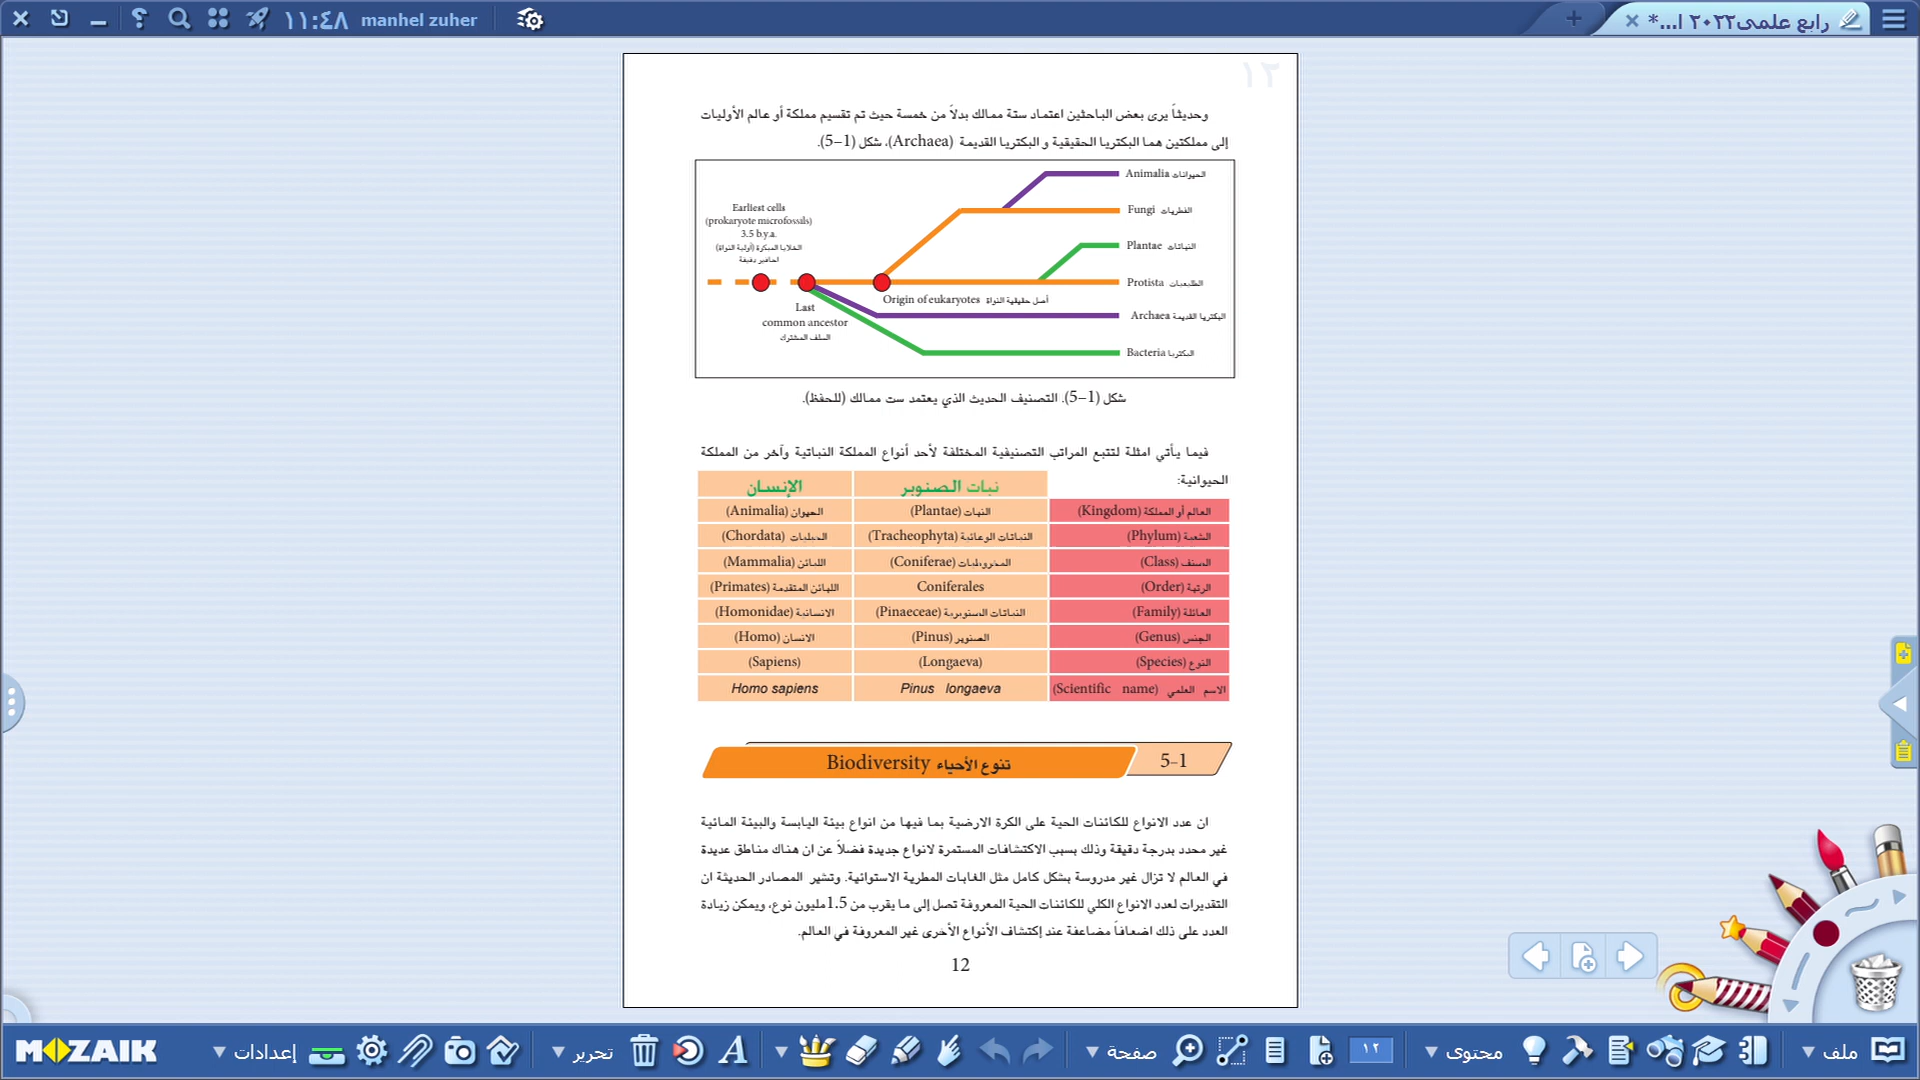 رابع علمي٢٠٢٢ ا...*
manhel zuher
١١:٤٨
١٢
وحديثاً يرى بعض الباحثين اعتماد ستة ممالك بدلاً من خمسة حيث تم تقسيم مملكة أو عالم الأوليات
إلى مملكتين هما البكتريا الحقيقية و البكتريا القديمة (Archaea)، شكل (1–5).
Animalia الحيوانات
Fungi الفطريات
Plantae النباتات
Protista الطليعيات
Archaea البكتريا القديمة
Bacteria البكتريا
Earliest cells
(prokaryote microfossils)
3.5 b.y.a.
الخلايا المبكرة (أولية النواة)
احافير دقيقة
Origin of eukaryotes أصل حقيقية النواة
Last
common ancestor
السلف المشترك
شكل (1–5). التصنيف الحديث الذي يعتمد ست ممالك (للحفظ).
فيما يأتي امثلة لتتبع المراتب التصنيفية المختلفة لأحد أنواع المملكة النباتية وآخر من المملكة
الحيوانية:
نبات الصنوبر الإنسان
العالم أو المملكة (Kingdom) النبات (Plantae) الحيوان (Animalia)
الشعبة (Phylum) النباتات الوعائية (Tracheophyta) الحبليات (Chordata)
الصنف (Class) المخروطيات (Coniferae) اللبائن (Mammalia)
الرتبة (Order) Coniferales اللبائن المتقدمة (Primates)
العائلة (Family) النباتات الصنوبرية (Pinaeceae) الانسانية (Homonidae)
الجنس (Genus) الصنوبر (Pinus) الانسان (Homo)
النوع (Species) (Longaeva) (Sapiens)
الاسم العلمي (Scientific name) Pinus longaeva Homo sapiens
5-1 تنوع الأحياء Biodiversity
ان عدد الانواع للكائنات الحية على الكرة الارضية بما فيها من انواع بيئة اليابسة والبيئة المائية
غير محدد بدرجة دقيقة وذلك بسبب الاكتشافات المستمرة لانواع جديدة فضلاً عن ان هناك مناطق عديدة
في العالم لا تزال غير مدروسة بشكل كامل مثل الغابات المطرية الاستوائية. وتشير المصادر الحديثة ان
التقديرات لعدد الانواع الكلي للكائنات الحية المعروفة تصل إلى ما يقرب من 1.5مليون نوع، ويمكن زيادة
العدد على ذلك اضعافاً مضاعفة عند إكتشاف الأنواع الأخرى غير المعروفة في العالم.
12
ملف
محتوى
١٢
صفحة
تحرير
إعدادات
MOZAIK